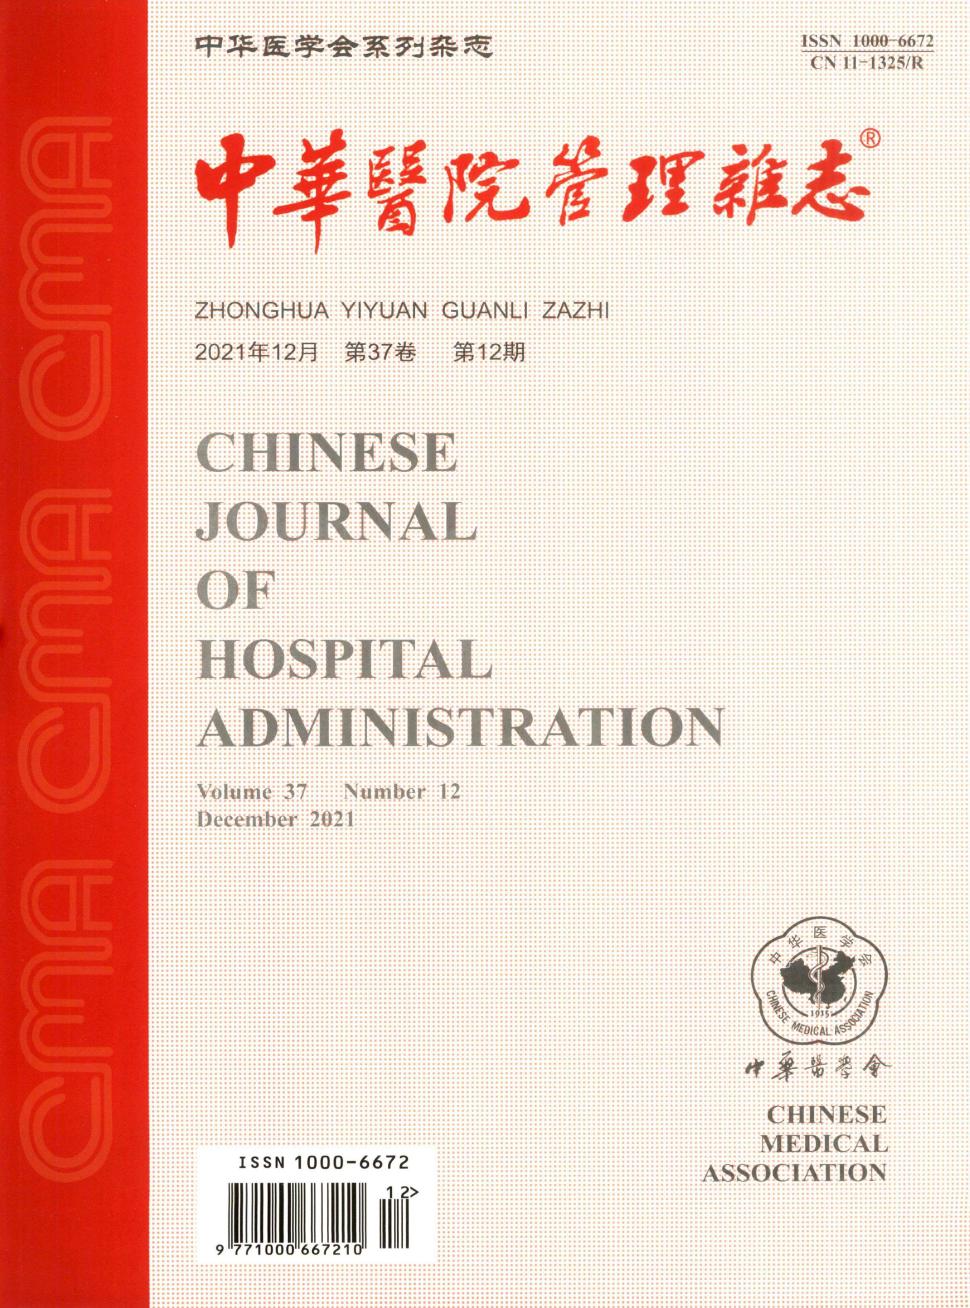 中华医学会系列杂志
ISSN 1000-6672
CN 11-1325/R
中華醫院管理雜志®
ZHONGHUA YIYUAN GUANLI ZAZHI
2021年12月 第37卷 第12期
CHINESE
JOURNAL
OF
HOSPITAL
ADMINISTRATION
Volume 37 Number 12
December 2021
CMA CMA CMA
中华医学会
1915
CHINESE MEDICAL ASSOCIATION
中華醫學會
CHINESE
MEDICAL
ASSOCIATION
ISSN 1000-6672
12>
9 771000 667210